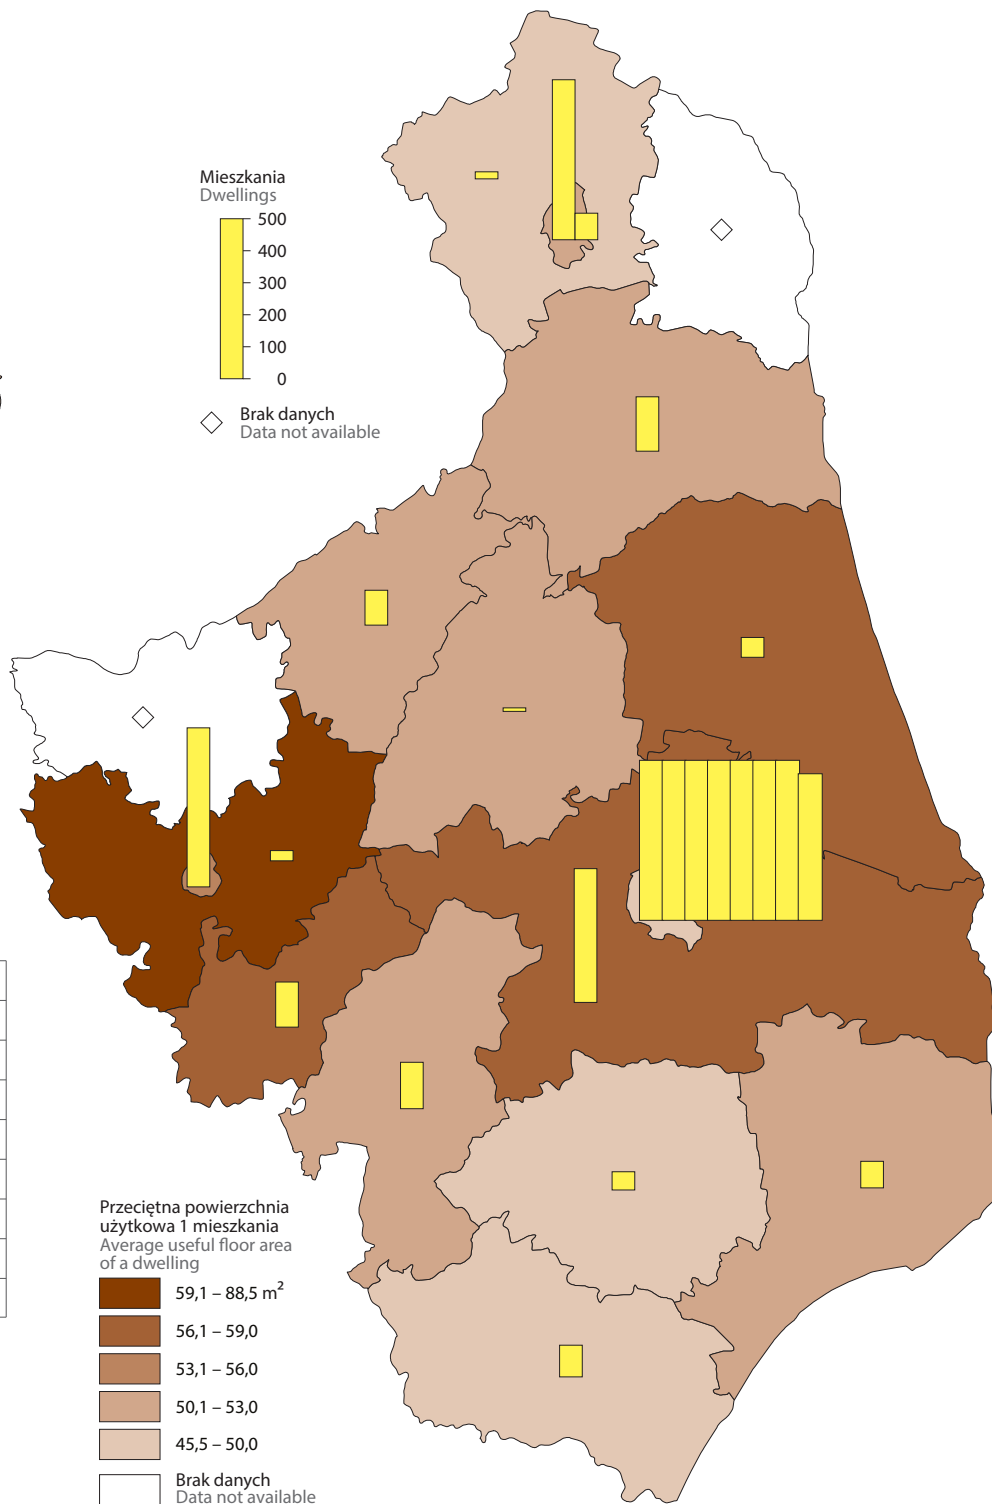 Mieszkania
Dwellings
500
400
300
200
100
0
Brak danych
Data not available
Przeciętna powierzchnia
użytkowa 1 mieszkania
Average useful floor area
of a dwelling
59,1 – 88,5 m²
56,1 – 59,0
53,1 – 56,0
50,1 – 53,0
45,5 – 50,0
Brak danych
Data not available